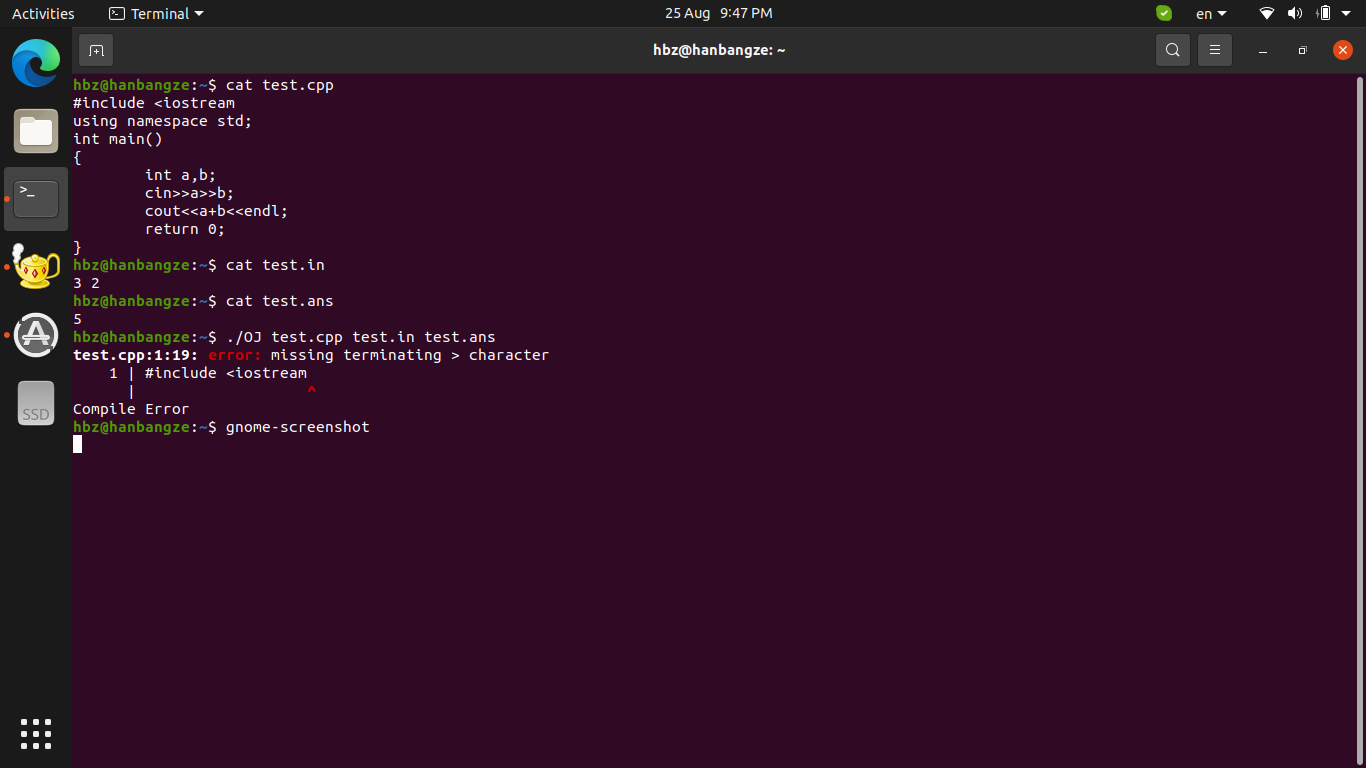 Activities Terminal 25 Aug 9:47 PM en
hbz@hanbangze: ~
hbz@hanbangze:~$ cat test.cpp
#include <iostream
using namespace std;
int main()
{
        int a,b;
        cin>>a>>b;
        cout<<a+b<<endl;
        return 0;
}
hbz@hanbangze:~$ cat test.in
3 2
hbz@hanbangze:~$ cat test.ans
5
hbz@hanbangze:~$ ./OJ test.cpp test.in test.ans
test.cpp:1:19: error: missing terminating > character
    1 | #include <iostream
      |                   ^
Compile Error
hbz@hanbangze:~$ gnome-screenshot
SSD